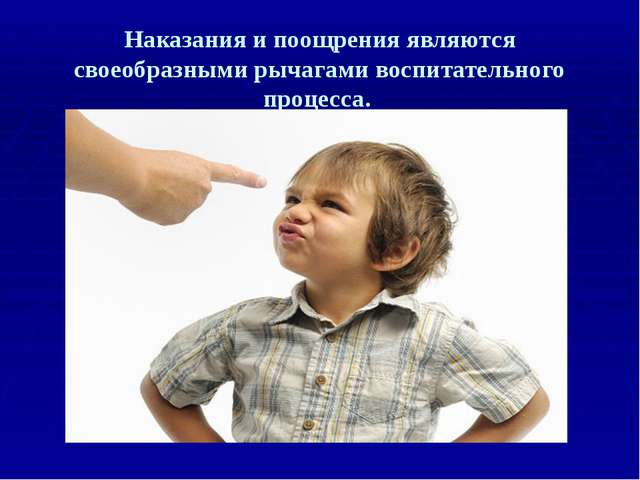 Наказания и поощрения являются
своеобразными рычагами воспитательного
процесса.